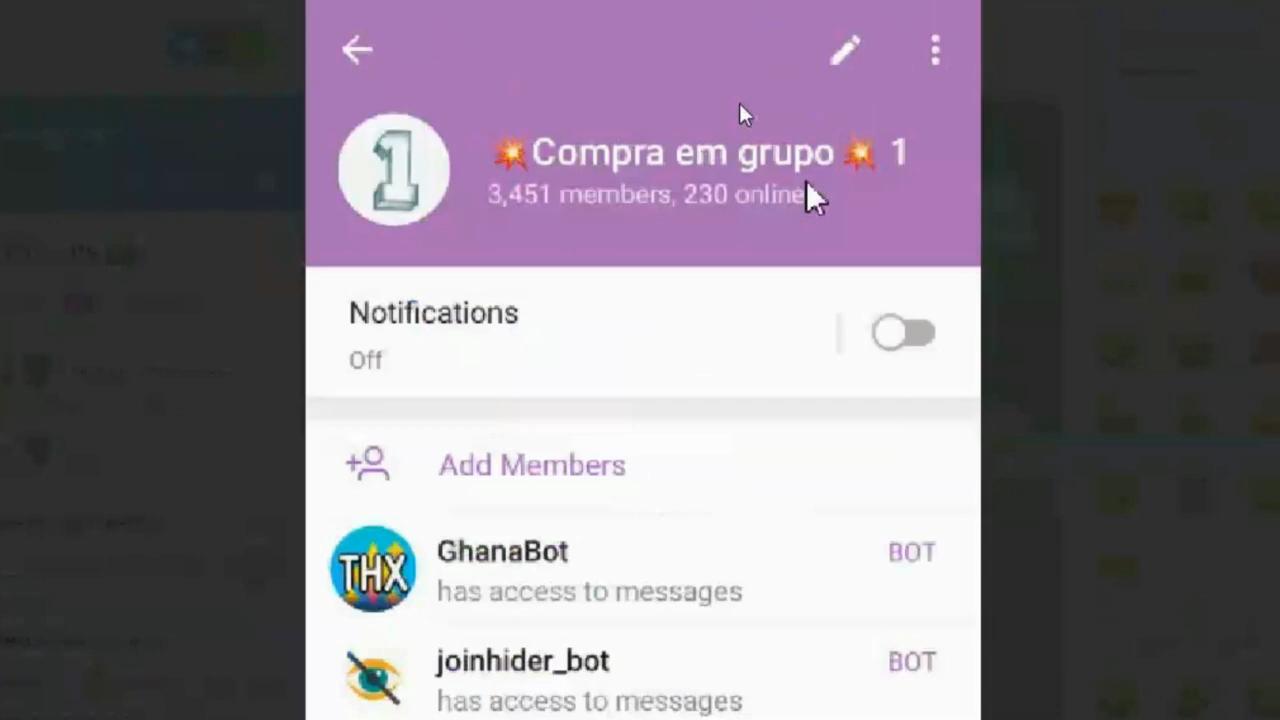 💥Compra em grupo💥 1
3,451 members, 230 online
Notifications
Off
Add Members
THX
GhanaBot
BOT
has access to messages
joinhider_bot
BOT
has access to messages